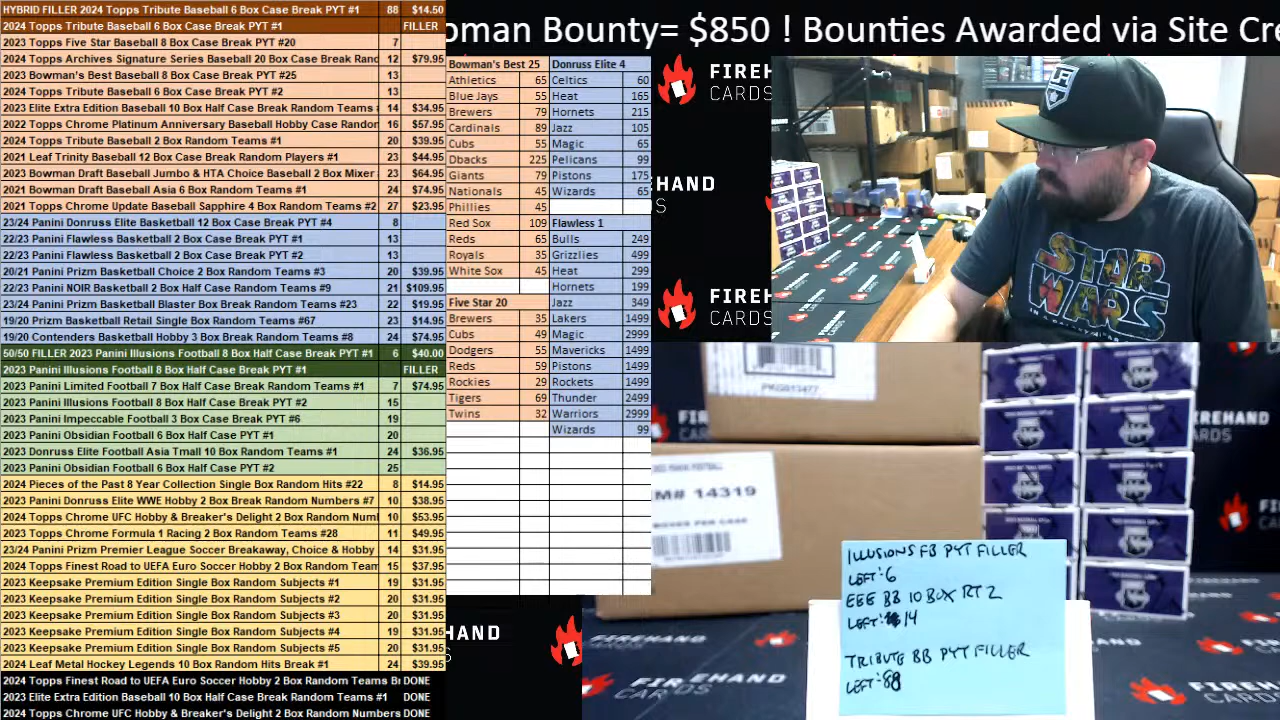 HYBRID FILLER 2024 Topps Tribute Baseball 6 Box Case Break PYT #1 88 $14.50
2024 Topps Tribute Baseball 6 Box Case Break PYT #1 FILLER
2023 Topps Five Star Baseball 8 Box Case Break PYT #20 7
2024 Topps Archives Signature Series Baseball 20 Box Case Break Rand 12 $79.95
2023 Bowman's Best Baseball 8 Box Case Break PYT #25 13
2024 Topps Tribute Baseball 6 Box Case Break PYT #2 13
2023 Elite Extra Edition Baseball 10 Box Half Case Break Random Teams 14 $34.95
2022 Topps Chrome Platinum Anniversary Baseball Hobby Case Random 16 $57.95
2024 Topps Tribute Baseball 2 Box Random Teams #1 20 $39.95
2021 Leaf Trinity Baseball 12 Box Case Break Random Players #1 23 $44.95
2023 Bowman Draft Baseball Jumbo & HTA Choice Baseball 2 Box Mixer 23 $64.95
2021 Bowman Draft Baseball Asia 6 Box Random Teams #1 24 $74.95
2021 Topps Chrome Update Baseball Sapphire 4 Box Random Teams #2 27 $23.95
23/24 Panini Donruss Elite Basketball 12 Box Case Break PYT #4 8
22/23 Panini Flawless Basketball 2 Box Case Break PYT #1 13
22/23 Panini Flawless Basketball 2 Box Case Break PYT #2 13
20/21 Panini Prizm Basketball Choice 2 Box Random Teams #3 20 $39.95
22/23 Panini NOIR Basketball 2 Box Half Case Random Teams #9 21 $109.95
23/24 Panini Prizm Basketball Blaster Box Break Random Teams #23 22 $19.95
19/20 Prizm Basketball Retail Single Box Random Teams #67 23 $14.95
19/20 Contenders Basketball Hobby 3 Box Break Random Teams #8 24 $74.95
50/50 FILLER 2023 Panini Illusions Football 8 Box Half Case Break PYT #1 6 $40.00
2023 Panini Illusions Football 8 Box Half Case Break PYT #1 FILLER
2023 Panini Limited Football 7 Box Half Case Break Random Teams #1 7 $74.95
2023 Panini Illusions Football 8 Box Half Case Break PYT #2 15
2023 Panini Impeccable Football 3 Box Case Break PYT #6 19
2023 Panini Obsidian Football 6 Box Half Case PYT #1 20
2023 Donruss Elite Football Asia Tmall 10 Box Random Teams #1 24 $36.95
2023 Panini Obsidian Football 6 Box Half Case PYT #2 25
2024 Pieces of the Past 8 Year Collection Single Box Random Hits #22 8 $14.95
2023 Panini Donruss Elite WWE Hobby 2 Box Break Random Numbers #7 10 $38.95
2024 Topps Chrome UFC Hobby & Breaker's Delight 2 Box Random Num 10 $53.95
2024 Topps Chrome Formula 1 Racing 2 Box Random Teams #28 11 $49.95
23/24 Panini Prizm Premier League Soccer Breakaway, Choice & Hobby 14 $31.95
2024 Topps Finest Road to UEFA Euro Soccer Hobby 2 Box Random Team 15 $37.95
2023 Keepsake Premium Edition Single Box Random Subjects #1 19 $31.95
2023 Keepsake Premium Edition Single Box Random Subjects #2 20 $31.95
2023 Keepsake Premium Edition Single Box Random Subjects #3 20 $31.95
2023 Keepsake Premium Edition Single Box Random Subjects #4 19 $31.95
2023 Keepsake Premium Edition Single Box Random Subjects #5 20 $31.95
2024 Leaf Metal Hockey Legends 10 Box Random Hits Break #1 24 $39.95
2024 Topps Finest Road to UEFA Euro Soccer Hobby 2 Box Random Teams Br DONE
2023 Elite Extra Edition Baseball 10 Box Half Case Break Random Teams #1 DONE
2024 Topps Chrome UFC Hobby & Breaker's Delight 2 Box Random Numbers DONE
oman Bounty= $850 ! Bounties Awarded via Site Cre
Bowman's Best 25
Athletics 65
Blue Jays 55
Brewers 79
Cardinals 89
Cubs 55
Dbacks 225
Giants 79
Nationals 45
Phillies 45
Red Sox 109
Reds 65
Royals 35
White Sox 45
Five Star 20
Brewers 35
Cubs 49
Dodgers 55
Reds 59
Rockies 29
Tigers 69
Twins 32
Donruss Elite 4
Celtics 60
Heat 165
Hornets 215
Jazz 105
Magic 65
Pelicans 99
Pistons 175
Wizards 65
Flawless 1
Bulls 249
Grizzlies 499
Heat 299
Hornets 199
Jazz 349
Lakers 1499
Magic 2999
Mavericks 1499
Pistons 1499
Rockets 1499
Thunder 2499
Warriors 2999
Wizards 99
FIREH
CARDS
HAND
S
FIREH
CARDS
HAND
S
STAR
WARS
M# 14319
BOXES PER CASE
FIREHAND
CARDS
IREHAND
CARDS
ILLUSIONS FB PYT FILLER
LEFT: 6
EEE BB 10 BOX RT 2
LEFT: 14
TRIBUTE BB PYT FILLER
LEFT: 88